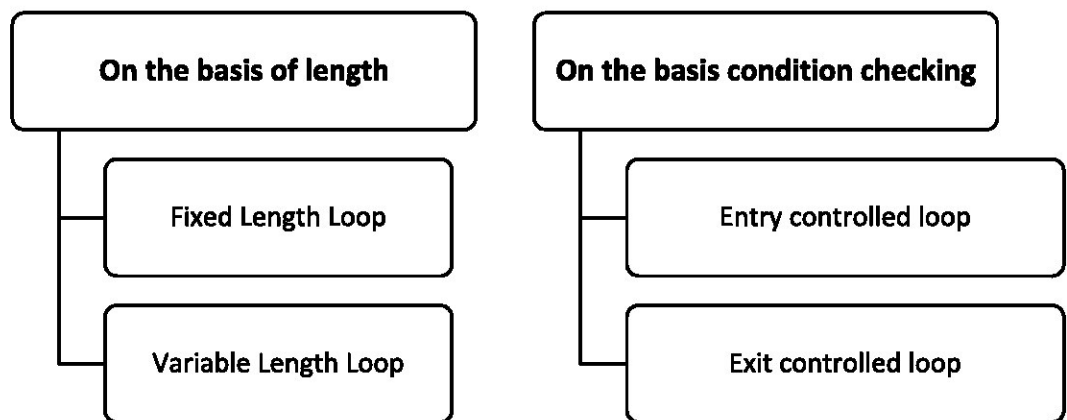 On the basis of length
Fixed Length Loop
Variable Length Loop
On the basis condition checking
Entry controlled loop
Exit controlled loop